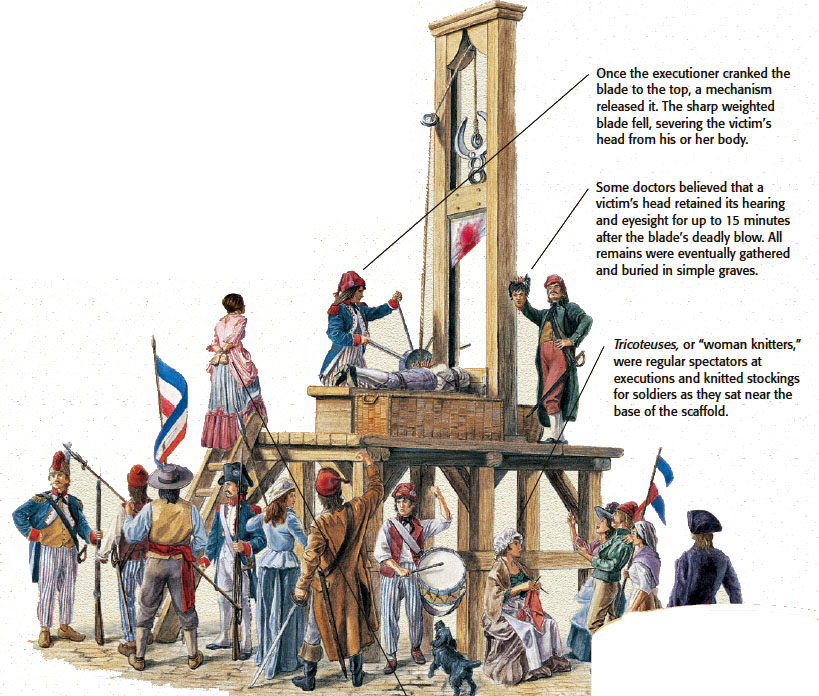 Once the executioner cranked the
blade to the top, a mechanism
released it. The sharp weighted
blade fell, severing the victim's
head from his or her body.
Some doctors believed that a
victim's head retained its hearing
and eyesight for up to 15 minutes
after the blade's deadly blow. All
remains were eventually gathered
and buried in simple graves.
Tricoteuses, or “woman knitters,”
were regular spectators at
executions and knitted stockings
for soldiers as they sat near the
base of the scaffold.